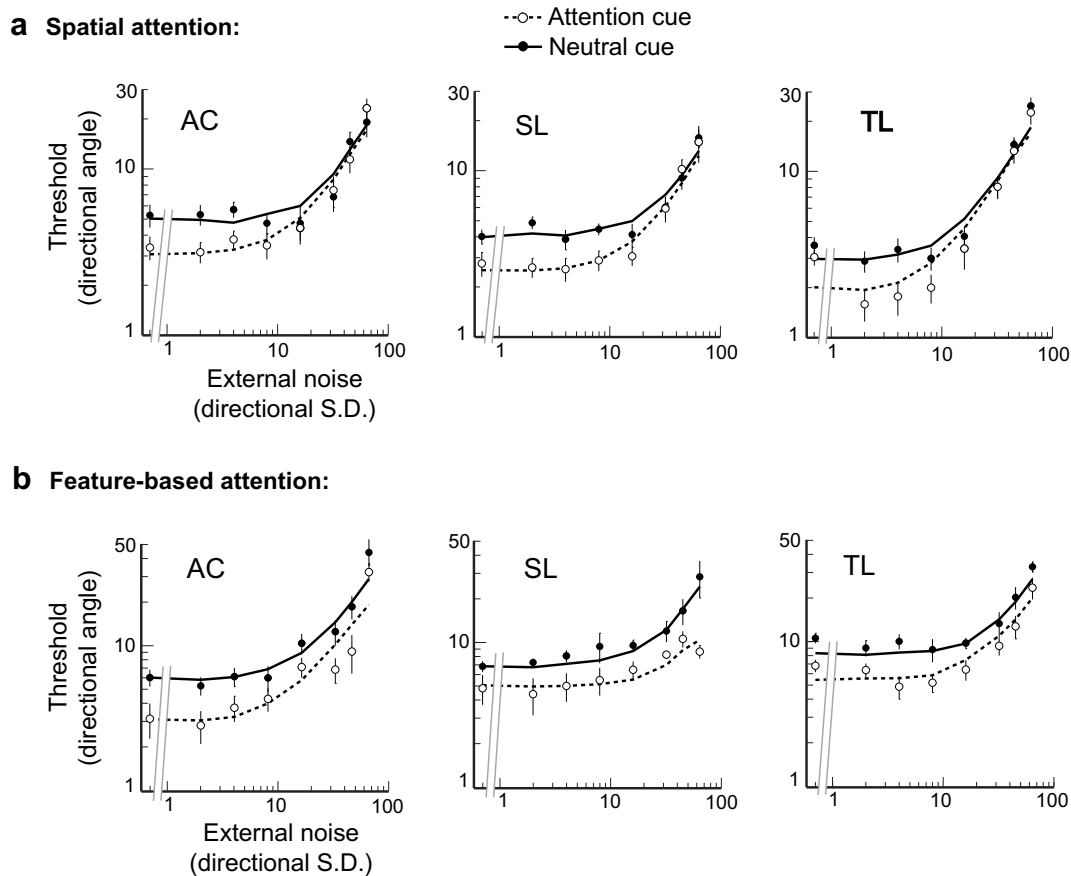 a Spatial attention:
Attention cue
Neutral cue
AC
SL
TL
Threshold
(directional angle)
30
10
1
1
10
100
30
10
1
1
10
100
30
10
1
1
10
100
External noise
(directional S.D.)
b Feature-based attention:
AC
SL
TL
Threshold
(directional angle)
50
10
1
1
10
100
50
10
1
1
10
100
50
10
1
1
10
100
External noise
(directional S.D.)